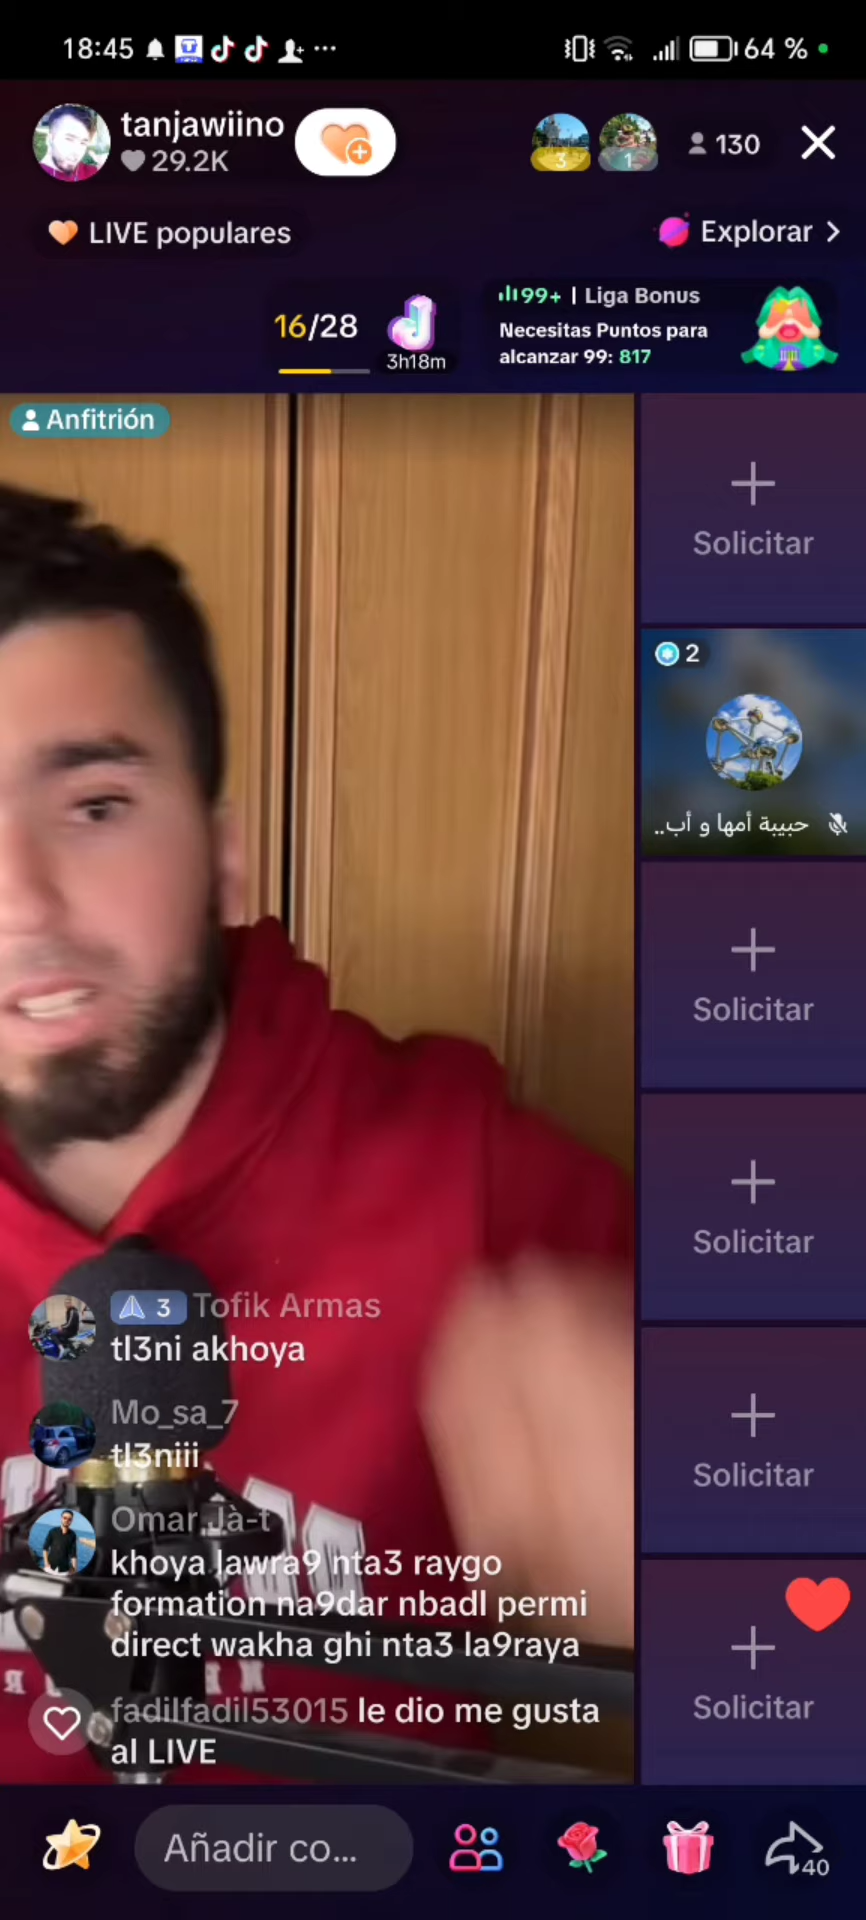 18:45
64 %
tanjawiino
29.2K
3
1
130
LIVE populares
Explorar
16/28
3h18m
99+ | Liga Bonus
Necesitas Puntos para
alcanzar 99: 817
Anfitrión
Solicitar
2
حبيبة أمها و أب..
Solicitar
Solicitar
Solicitar
Solicitar
3 Tofik Armas
tl3ni akhoya
Mo_sa_7
tl3niii
Omar.Jà-t
khoya lawra9 nta3 raygo
formation na9dar nbadl permi
direct wakha ghi nta3 la9raya
fadilfadil53015 le dio me gusta
al LIVE
Añadir co...
40